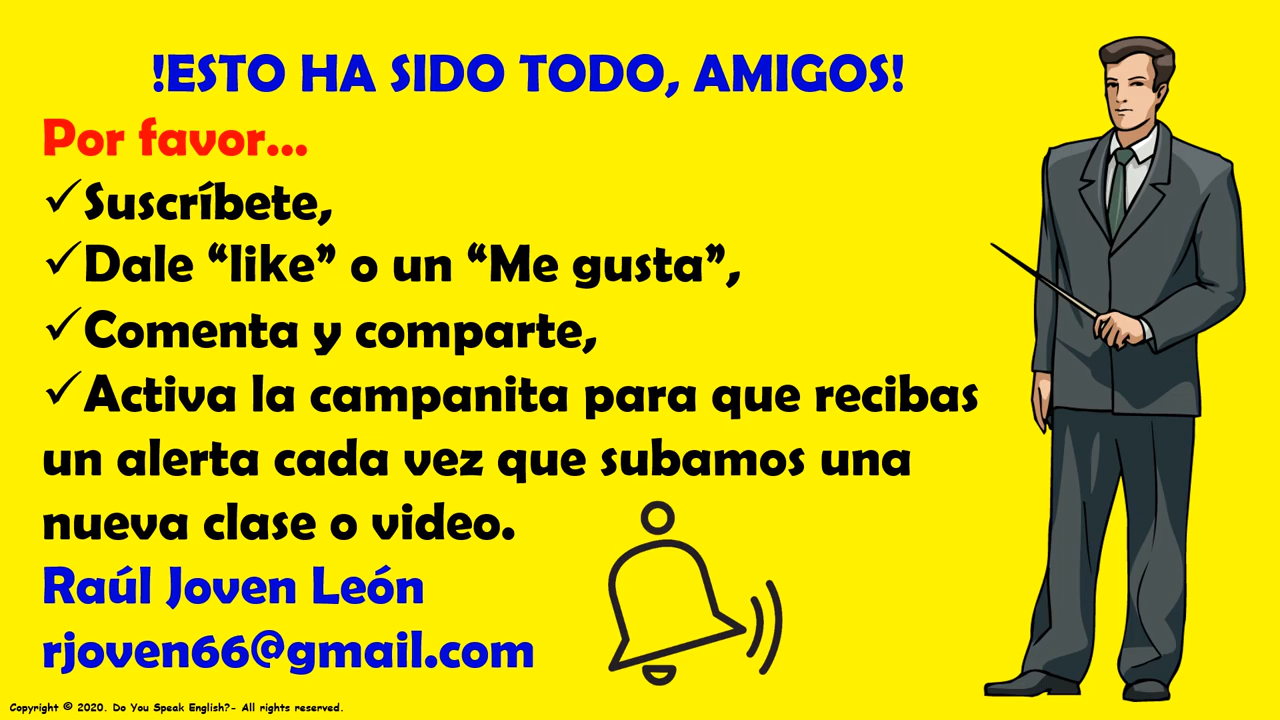 !ESTO HA SIDO TODO, AMIGOS!
Por favor...
✓Suscríbete,
✓Dale “like” o un “Me gusta”,
✓Comenta y comparte,
✓Activa la campanita para que recibas
un alerta cada vez que subamos una
nueva clase o video.
Raúl Joven León
rjoven66@gmail.com
Copyright © 2020. Do You Speak English?- All rights reserved.